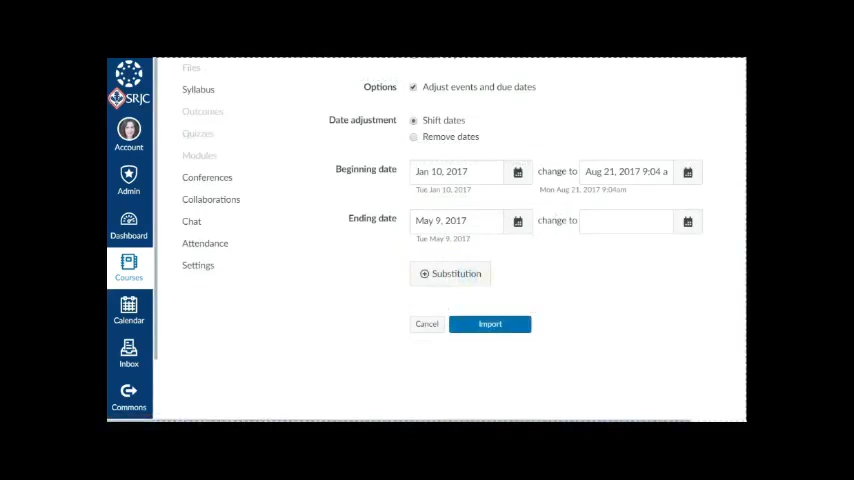 Files
Syllabus
Outcomes
Quizzes
Modules
Conferences
Collaborations
Chat
Attendance
Settings
SRJC
Account
Admin
Dashboard
Courses
Calendar
Inbox
Commons
Options Adjust events and due dates
Date adjustment Shift dates
Remove dates
Beginning date Jan 10, 2017 change to Aug 21, 2017 9:04 a
Tue Jan 10, 2017 Mon Aug 21, 2017 9:04am
Ending date May 9, 2017 change to
Tue May 9, 2017
Substitution
Cancel Import